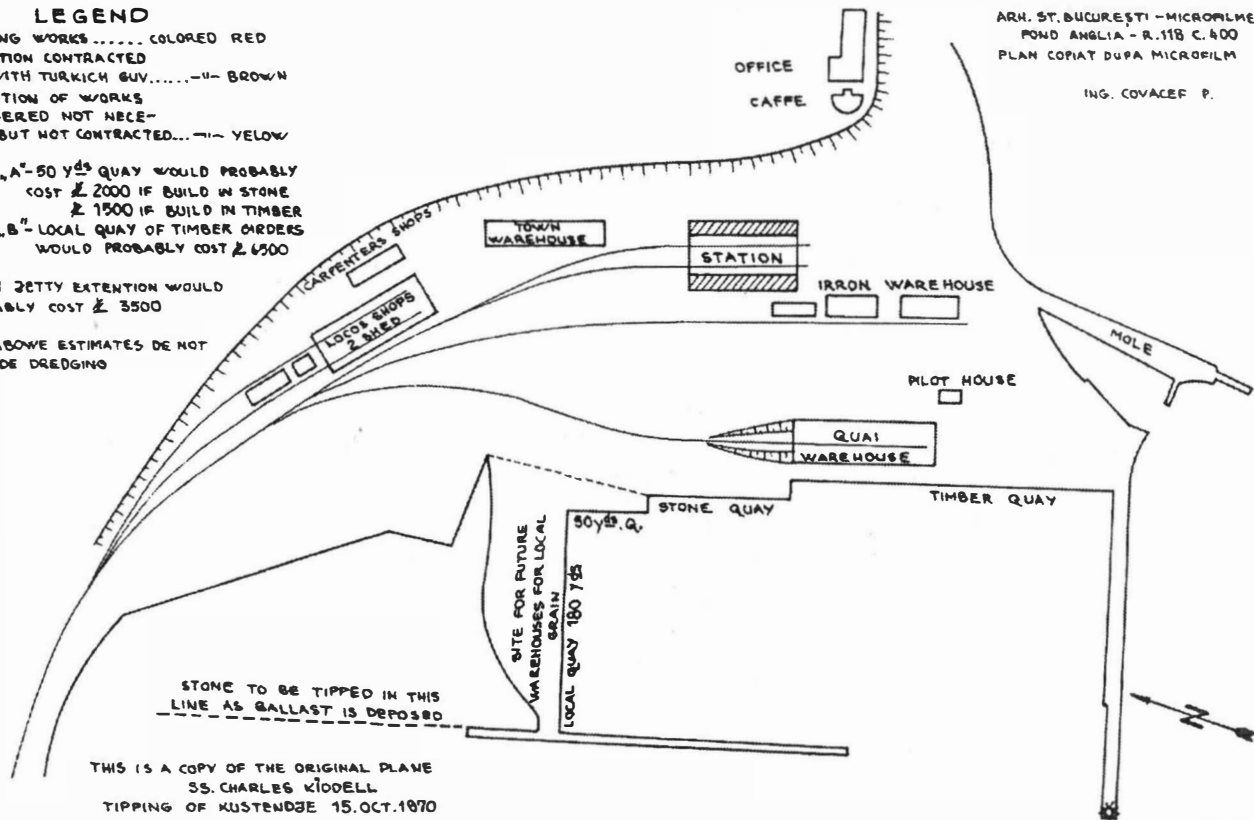 LEGEND
NG WORKS...... COLORED RED
TION CONTRACTED
ITH TURKICH GUV......-"- BROWN
TION OF WORKS
ERED NOT NECE-
BUT NOT CONTRACTED...-"- YELOW
„A"-50 Yds QUAY WOULD PROBABLY
COST £ 2000 IF BUILD IN STONE
£ 1500 IF BUILD IN TIMBER
„B"-LOCAL QUAY OF TIMBER GIRDERS
WOULD PROBABLY COST £ 6500
JETTY EXTENTION WOULD
ABLY COST £ 3500
ABOWE ESTIMATES DE NOT
DE DREDGING
ARH. ST. BUCUREȘTI - MICROFILME
FOND ANGLIA - R.118 C.400
PLAN COPIAT DUPA MICROFILM
ING. COVACEF P.
OFFICE
CAFFE
CARPENTERS SHOPS
TOWN
WAREHOUSE
STATION
LOCOS SHOPS
2 SHED
IRRON WAREHOUSE
MOLE
PILOT HOUSE
QUAI
WAREHOUSE
STONE QUAY
TIMBER QUAY
50 yds. Q.
SITE FOR FUTURE
WAREHOUSES FOR LOCAL
GRAIN
LOCAL QUAY 180 Yds
STONE TO BE TIPPED IN THIS
LINE AS BALLAST IS DEPOSED
N
THIS IS A COPY OF THE ORIGINAL PLANE
SS. CHARLES KIDDELL
TIPPING OF KUSTENDJE 15.OCT.1870